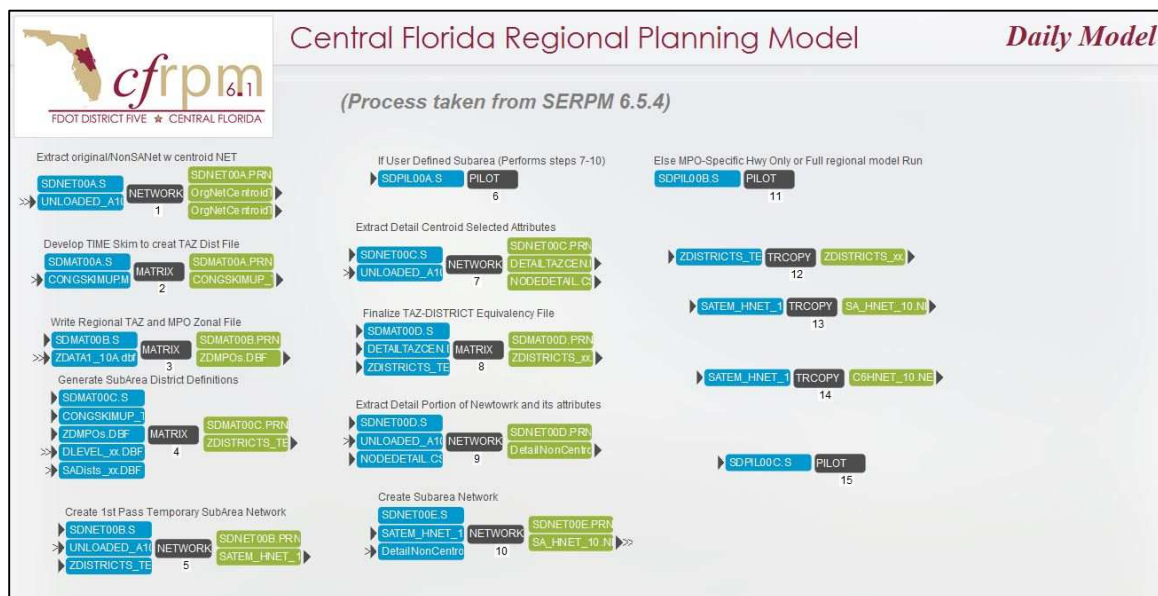 cfrpm 6.1
FDOT DISTRICT FIVE ★ CENTRAL FLORIDA
Central Florida Regional Planning Model
Daily Model
(Process taken from SERPM 6.5.4)
Extract original/NonSANet w centroid NET
SDNET00A.S
UNLOADED_A10
NETWORK
SDNET00A.PRN
OrgNetCentroid
OrgNetCentroid
1
Develop TIME Skim to creat TAZ Dist File
SDMAT00A.S
CONGSKIMUP.M
MATRIX
SDMAT00A.PRN
CONGSKIMUP_
2
Write Regional TAZ and MPO Zonal File
SDMAT00B.S
ZDATA1_10A.dbf
MATRIX
SDMAT00B.PRN
ZDMPOs.DBF
3
Generate SubArea District Definitions
SDMAT00C.S
CONGSKIMUP_T
ZDMPOs.DBF
DLEVEL_xx.DBF
SADists_xx.DBF
MATRIX
SDMAT00C.PRN
ZDISTRICTS_TE
4
Create 1st Pass Temporary SubArea Network
SDNET00B.S
UNLOADED_A10
ZDISTRICTS_TE
NETWORK
SDNET00B.PRN
SATEM_HNET_1
5
If User Defined Subarea (Performs steps 7-10)
SDPIL00A.S
PILOT
6
Extract Detail Centroid Selected Attributes
SDNET00C.S
UNLOADED_A10
NETWORK
SDNET00C.PRN
DETAILTAZCEN.
NODEDETAIL.CS
7
Finalize TAZ-DISTRICT Equivalency File
SDMAT00D.S
DETAILTAZCEN.
ZDISTRICTS_TE
MATRIX
SDMAT00D.PRN
ZDISTRICTS_xx.
8
Extract Detail Portion of Newtowrk and its attributes
SDNET00D.S
UNLOADED_A10
NODEDETAIL.CS
NETWORK
SDNET00D.PRN
DetailNonCentro
9
Create Subarea Network
SDNET00E.S
SATEM_HNET_1
DetailNonCentro
NETWORK
SDNET00E.PRN
SA_HNET_10.NE
10
Else MPO-Specific Hwy Only or Full regional model Run
SDPIL00B.S
PILOT
11
ZDISTRICTS_TE
TRCOPY
ZDISTRICTS_xx.
12
SATEM_HNET_1
TRCOPY
SA_HNET_10.NE
13
SATEM_HNET_1
TRCOPY
C6HNET_10.NE
14
SDPIL00C.S
PILOT
15